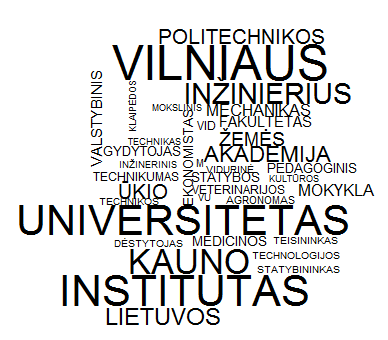 POLITECHNIKOS
VILNIAUS
VALSTYBINIS
KLAIPĖDOS
INŽINIERIUS
MOKSLINIS
MECHANIKAS
EKONOMISTAS
VID
FAKULTETAS
ŽEMĖS
TECHNIKAS
GYDYTOJAS
AKADEMIJA
INŽINERINIS
M
VIDURINĖ
PEDAGOGINIS
TECHNIKUMAS
STATYBOS
KULTŪROS
ŪKIO
VETERINARIJOS
MOKYKLA
TECHNIKOS
VU
AGRONOMAS
UNIVERSITETAS
DĖSTYTOJAS
MEDICINOS
TEISININKAS
KAUNO
TECHNOLOGIJOS
STATYBININKAS
INSTITUTAS
LIETUVOS